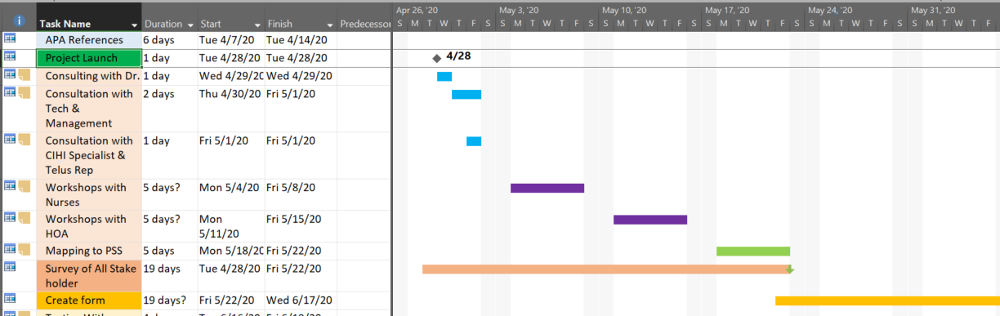 Apr 26, '20 May 3, '20 May 10, '20 May 17, '20 May 24, '20 May 31, '20
Task Name Duration Start Finish Predecessor S M T W T F S S M T W T F S S M T W T F S S M T W T F S S M T W T F S S M T W T F
APA References 6 days Tue 4/7/20 Tue 4/14/20
Project Launch 1 day Tue 4/28/20 Tue 4/28/20 4/28
Consulting with Dr. 1 day Wed 4/29/20 Wed 4/29/20
Consultation with 2 days Thu 4/30/20 Fri 5/1/20
Tech &
Management
Consultation with 1 day Fri 5/1/20 Fri 5/1/20
CIHI Specialist &
Telus Rep
Workshops with 5 days? Mon 5/4/20 Fri 5/8/20
Nurses
Workshops with 5 days? Mon Fri 5/15/20
HOA 5/11/20
Mapping to PSS 5 days Mon 5/18/20 Fri 5/22/20
Survey of All Stake 19 days Tue 4/28/20 Fri 5/22/20
holder
Create form 19 days? Fri 5/22/20 Wed 6/17/20